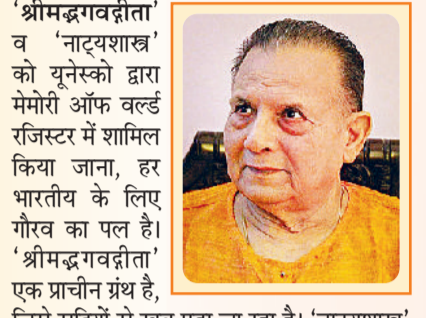 ‘श्रीमद्भगवद्गीता’
व ‘नाट्यशास्त्र’
को यूनेस्को द्वारा
मेमोरी ऑफ वर्ल्ड
रजिस्टर में शामिल
किया जाना, हर
भारतीय के लिए
गौरव का पल है।
‘श्रीमद्भगवद्गीता’
एक प्राचीन ग्रंथ है,